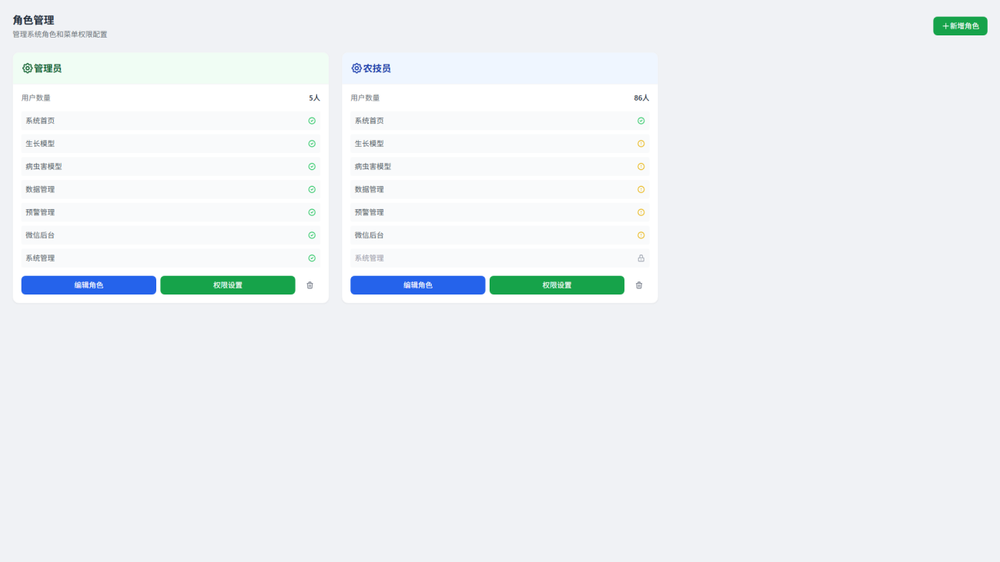 角色管理
管理系统角色和菜单权限配置
新增角色
管理员
用户数量 5人
系统首页
生长模型
病虫害模型
数据管理
预警管理
微信后台
系统管理
编辑角色 权限设置
农技员
用户数量 86人
系统首页
生长模型
病虫害模型
数据管理
预警管理
微信后台
系统管理
编辑角色 权限设置